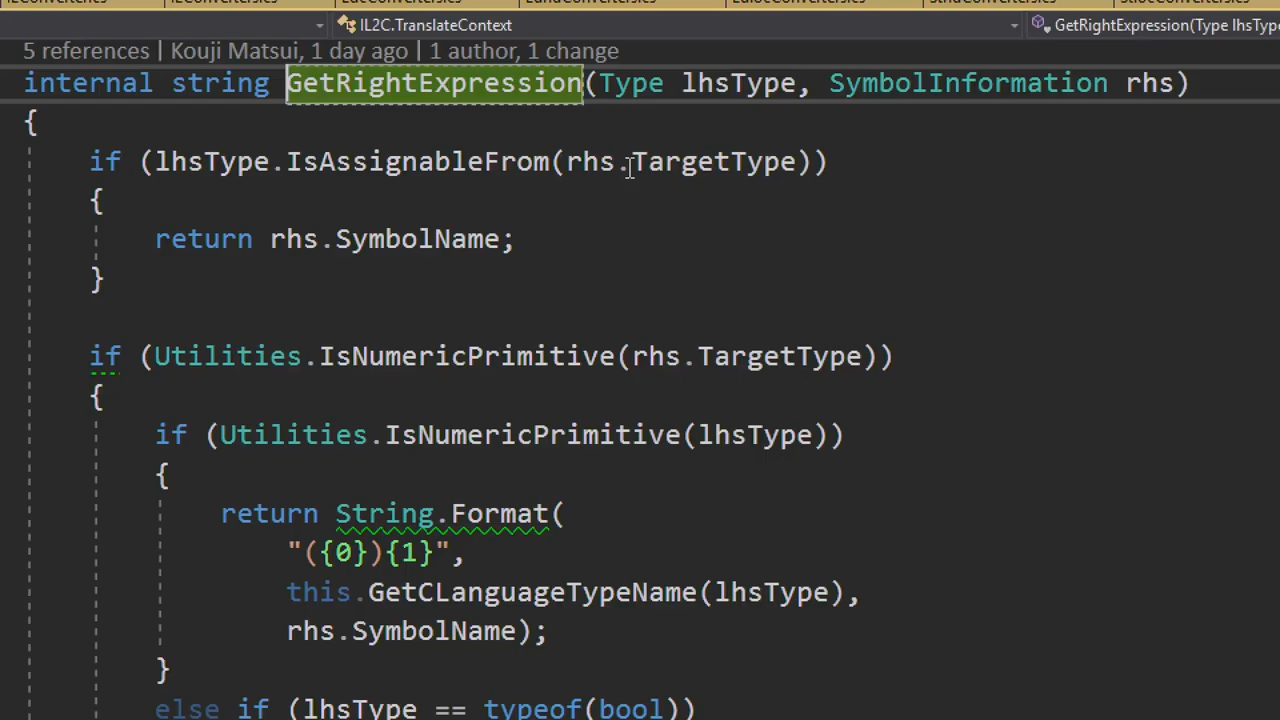 IL2C.TranslateContext
GetRightExpression(Type lhsType
5 references | Kouji Matsui, 1 day ago | 1 author, 1 change
internal string GetRightExpression(Type lhsType, SymbolInformation rhs)
{
if (lhsType.IsAssignableFrom(rhs.TargetType))
{
return rhs.SymbolName;
}
if (Utilities.IsNumericPrimitive(rhs.TargetType))
{
if (Utilities.IsNumericPrimitive(lhsType))
{
return String.Format(
"({0}){1}",
this.GetCLanguageTypeName(lhsType),
rhs.SymbolName);
}
else if (lhsType == typeof(bool))